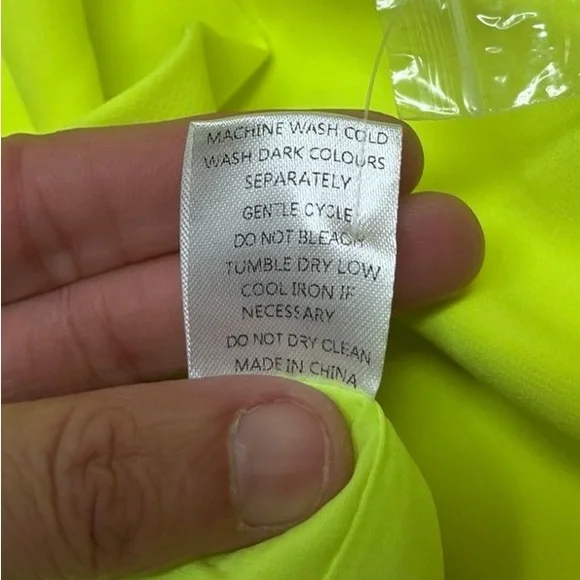 MACHINE WASH COLD
WASH DARK COLOURS
SEPARATELY
GENTLE CYCLE
DO NOT BLEACH
TUMBLE DRY LOW
COOL IRON IF
NECESSARY
DO NOT DRY CLEAN
MADE IN CHINA